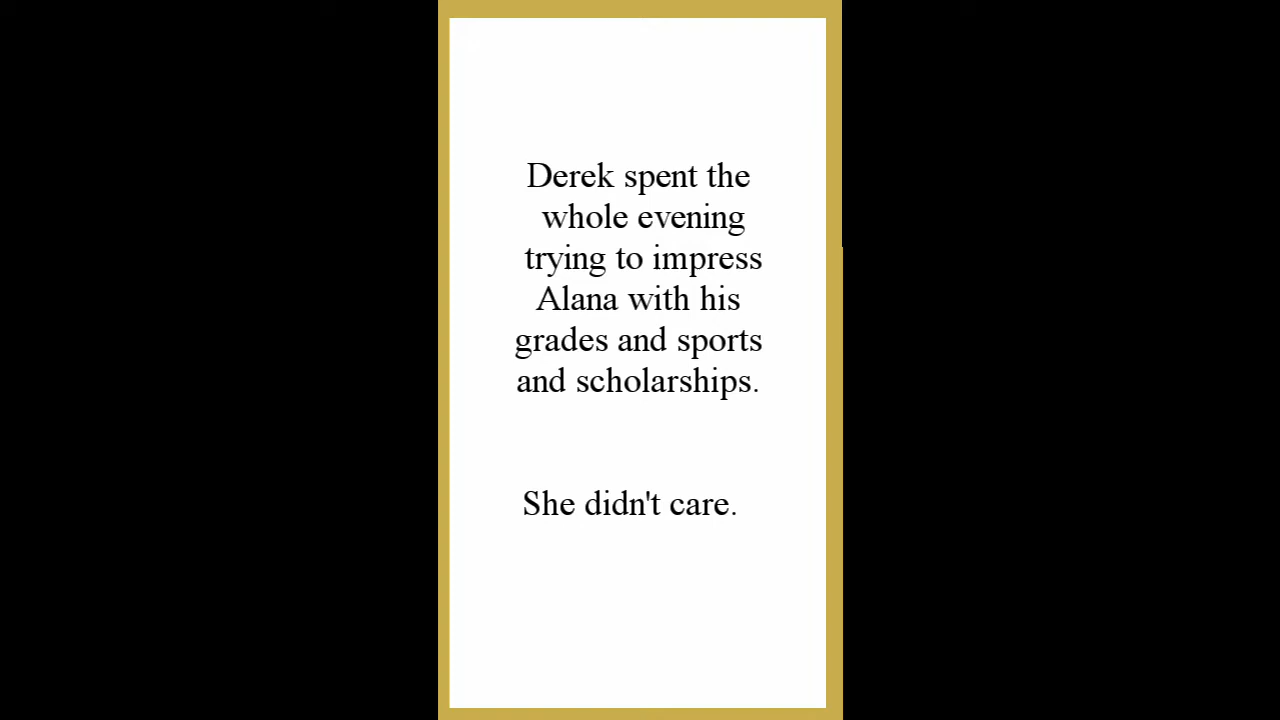 Derek spent the
whole evening
trying to impress
Alana with his
grades and sports
and scholarships.
She didn't care.